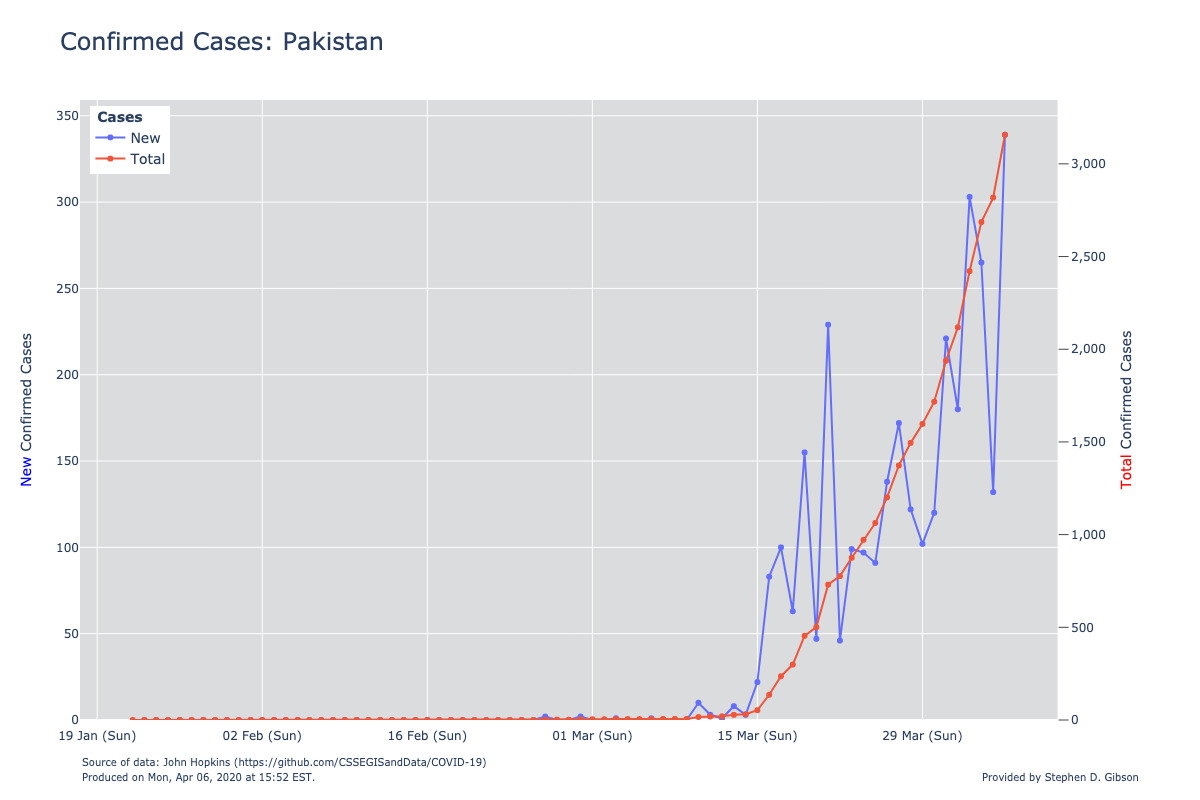 Confirmed Cases: Pakistan
Cases
New
Total
350
300
250
200
150
100
50
0
3,000
2,500
2,000
1,500
1,000
500
0
New Confirmed Cases
Total Confirmed Cases
19 Jan (Sun)
02 Feb (Sun)
16 Feb (Sun)
01 Mar (Sun)
15 Mar (Sun)
29 Mar (Sun)
Source of data: John Hopkins (https://github.com/CSSEGISandData/COVID-19)
Produced on Mon, Apr 06, 2020 at 15:52 EST.
Provided by Stephen D. Gibson